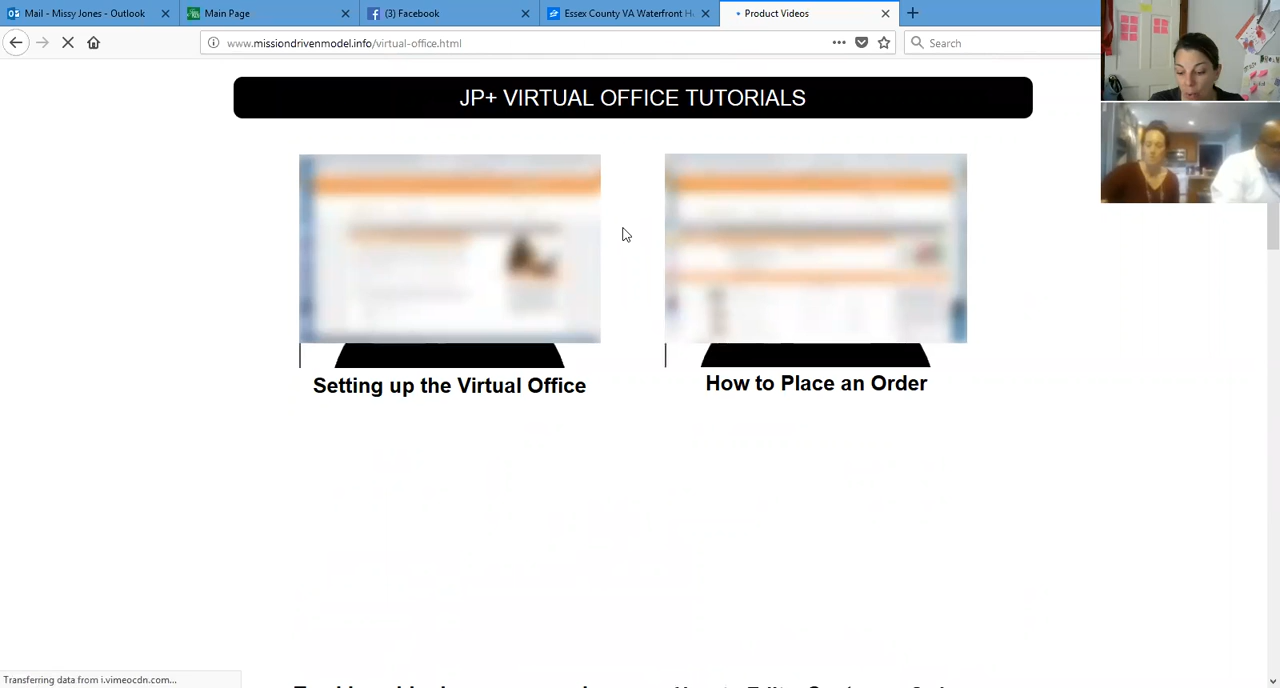 Mail - Missy Jones - Outlook
Main Page
(3) Facebook
Essex County VA Waterfront H
Product Videos
www.missiondrivenmodel.info/virtual-office.html
Search
JP+ VIRTUAL OFFICE TUTORIALS
Setting up the Virtual Office
How to Place an Order
Transferring data from i.vimeocdn.com...